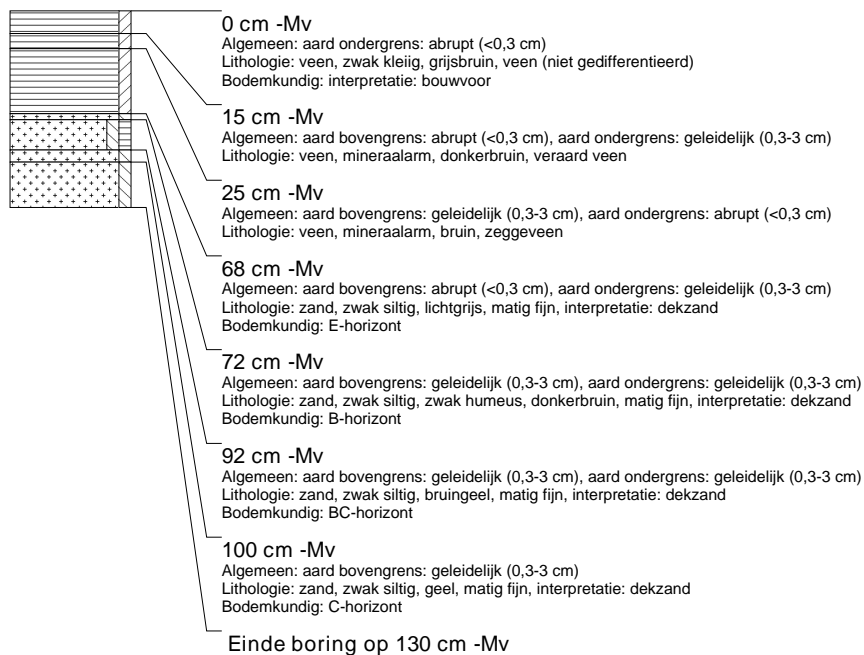 0 cm -Mv
Algemeen: aard ondergrens: abrupt (<0,3 cm)
Lithologie: veen, zwak kleiig, grijsbruin, veen (niet gedifferentieerd)
Bodemkundig: interpretatie: bouwvoor
15 cm -Mv
Algemeen: aard bovengrens: abrupt (<0,3 cm), aard ondergrens: geleidelijk (0,3-3 cm)
Lithologie: veen, mineraalarm, donkerbruin, veraard veen
25 cm -Mv
Algemeen: aard bovengrens: geleidelijk (0,3-3 cm), aard ondergrens: abrupt (<0,3 cm)
Lithologie: veen, mineraalarm, bruin, zeggeveen
68 cm -Mv
Algemeen: aard bovengrens: abrupt (<0,3 cm), aard ondergrens: geleidelijk (0,3-3 cm)
Lithologie: zand, zwak siltig, lichtgrijs, matig fijn, interpretatie: dekzand
Bodemkundig: E-horizont
72 cm -Mv
Algemeen: aard bovengrens: geleidelijk (0,3-3 cm), aard ondergrens: geleidelijk (0,3-3 cm)
Lithologie: zand, zwak siltig, zwak humeus, donkerbruin, matig fijn, interpretatie: dekzand
Bodemkundig: B-horizont
92 cm -Mv
Algemeen: aard bovengrens: geleidelijk (0,3-3 cm), aard ondergrens: geleidelijk (0,3-3 cm)
Lithologie: zand, zwak siltig, bruingeel, matig fijn, interpretatie: dekzand
Bodemkundig: BC-horizont
100 cm -Mv
Algemeen: aard bovengrens: geleidelijk (0,3-3 cm)
Lithologie: zand, zwak siltig, geel, matig fijn, interpretatie: dekzand
Bodemkundig: C-horizont
Einde boring op 130 cm -Mv